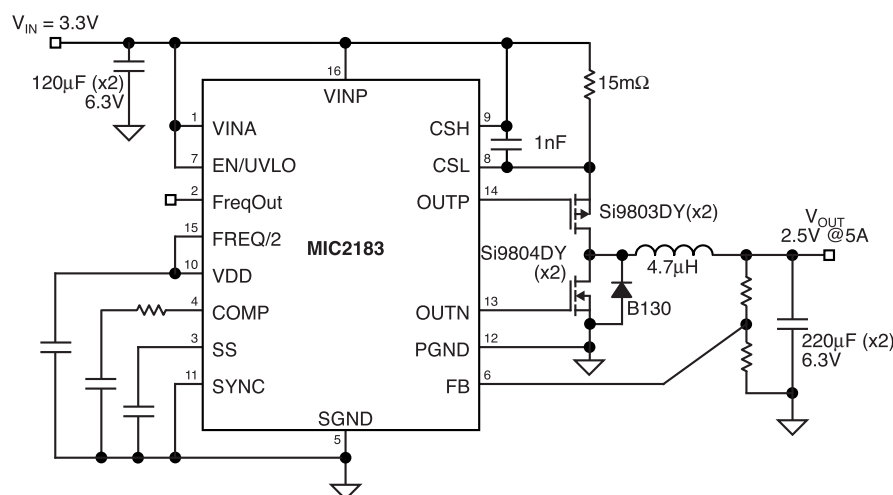 VIN = 3.3V
120µF (x2)
6.3V
16
VINP
15mΩ
1
VINA
9
CSH
1nF
7
EN/UVLO
8
CSL
2
FreqOut
14
OUTP
Si9803DY(x2)
15
FREQ/2
MIC2183
Si9804DY
(x2)
VOUT
2.5V @5A
4.7µH
10
VDD
B130
4
COMP
13
OUTN
3
SS
12
PGND
220µF (x2)
6.3V
11
SYNC
6
FB
SGND
5